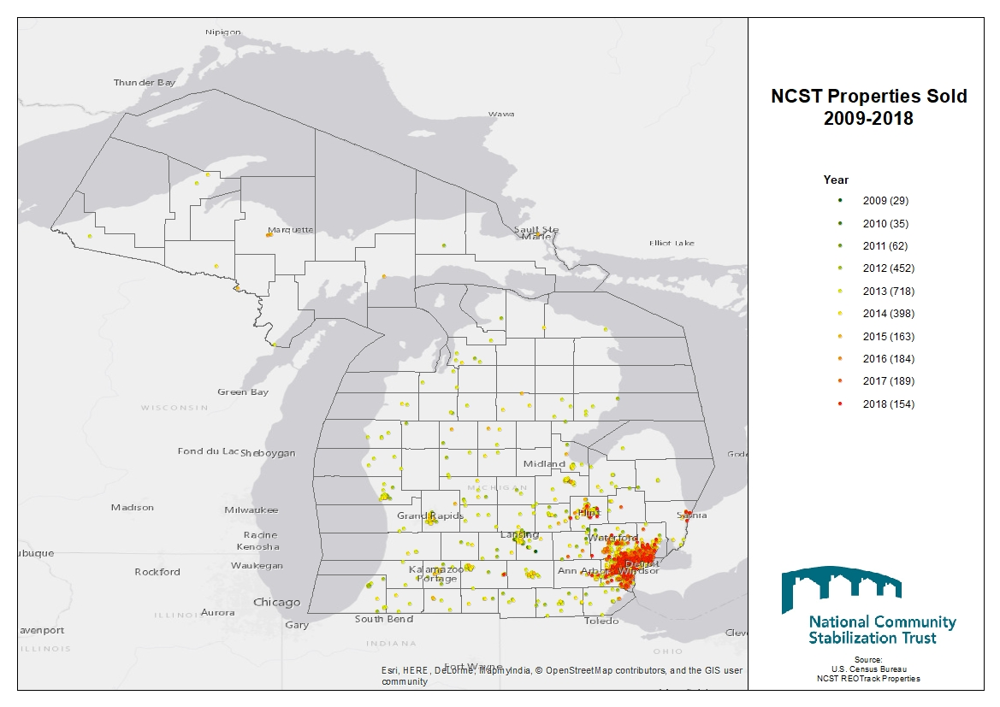 Nipigon
Thunder Bay
Wawa
Marquette
Sault Ste
Marie
Elliot Lake
Green Bay
WISCONSIN
Fond du Lac
Sheboygan
Midland
MICHIGAN
Madison
Milwaukee
Grand Rapids
Flint
Sarnia
Racine
Kenosha
Lansing
Waterford
ubuque
Rockford
Waukegan
Kalamazoo
Portage
Ann Arbor
Detroit
Windsor
Chicago
ILLINOIS
Aurora
Gary
South Bend
Toledo
avenport
ILLINOIS
INDIANA
OHIO
Clev
Fort Wayne
Esri, HERE, DeLorme, MapmyIndia, © OpenStreetMap contributors, and the GIS user
community
NCST Properties Sold
2009-2018
Year
2009 (29)
2010 (35)
2011 (62)
2012 (452)
2013 (718)
2014 (398)
2015 (163)
2016 (184)
2017 (189)
2018 (154)
National Community
Stabilization Trust
Source:
U.S. Census Bureau
NCST REOTrack Properties